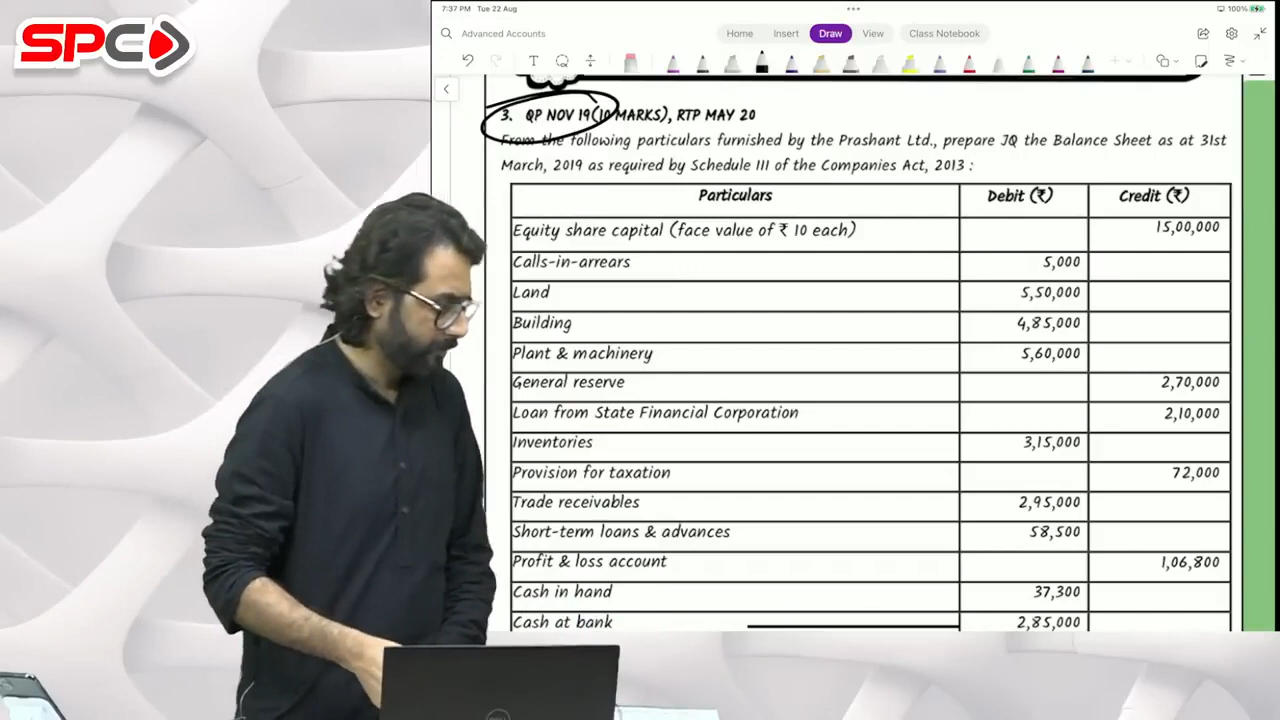 SPC
7:37 PM Tue 22 Aug
100%
Advanced Accounts
Home Insert Draw View Class Notebook
3. QP NOV 19(10 MARKS), RTP MAY 20
From the following particulars furnished by the Prashant Ltd., prepare JQ the Balance Sheet as at 31st
March, 2019 as required by Schedule III of the Companies Act, 2013 :
Particulars Debit (₹) Credit (₹)
Equity share capital (face value of ₹ 10 each) 15,00,000
Calls-in-arrears 5,000
Land 5,50,000
Building 4,85,000
Plant & machinery 5,60,000
General reserve 2,70,000
Loan from State Financial Corporation 2,10,000
Inventories 3,15,000
Provision for taxation 72,000
Trade receivables 2,95,000
Short-term loans & advances 58,500
Profit & loss account 1,06,800
Cash in hand 37,300
Cash at bank 2,85,000
DELL